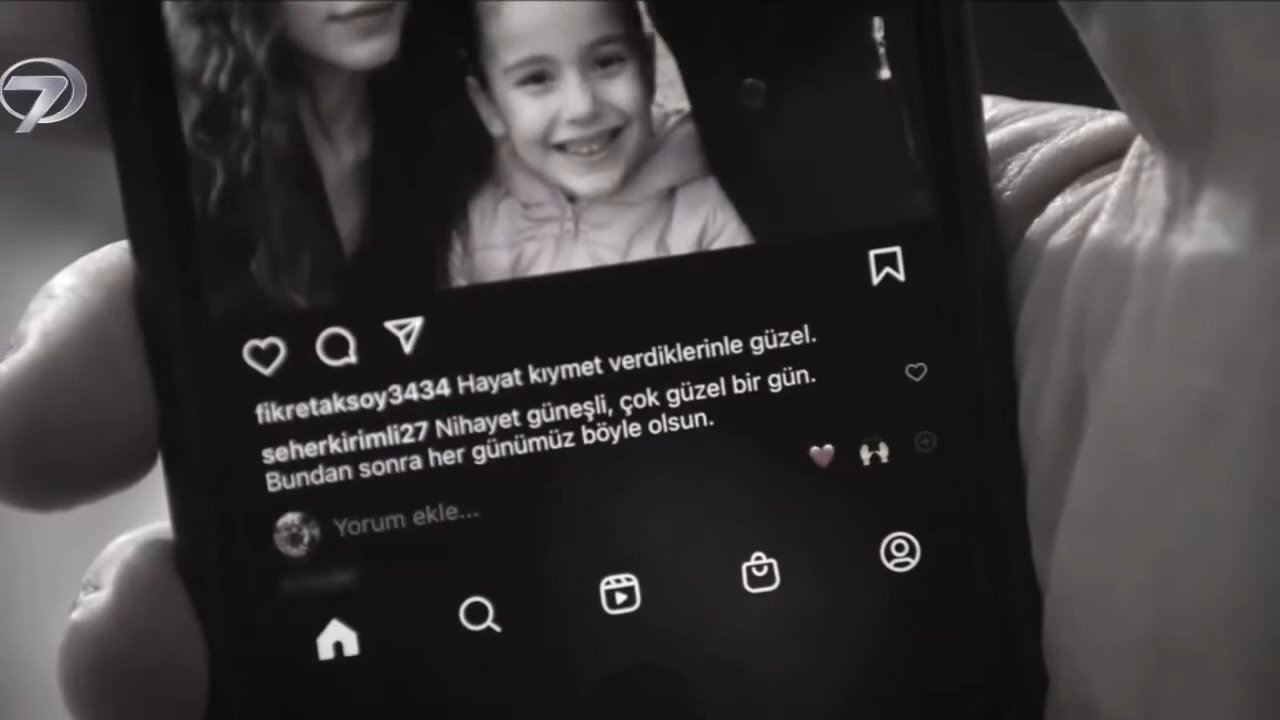 7
fikretaksoy3434 Hayat kıymet verdiklerinle güzel.
seherkirimli27 Nihayet güneşli, çok güzel bir gün.
Bundan sonra her günümüz böyle olsun.
Yorum ekle...